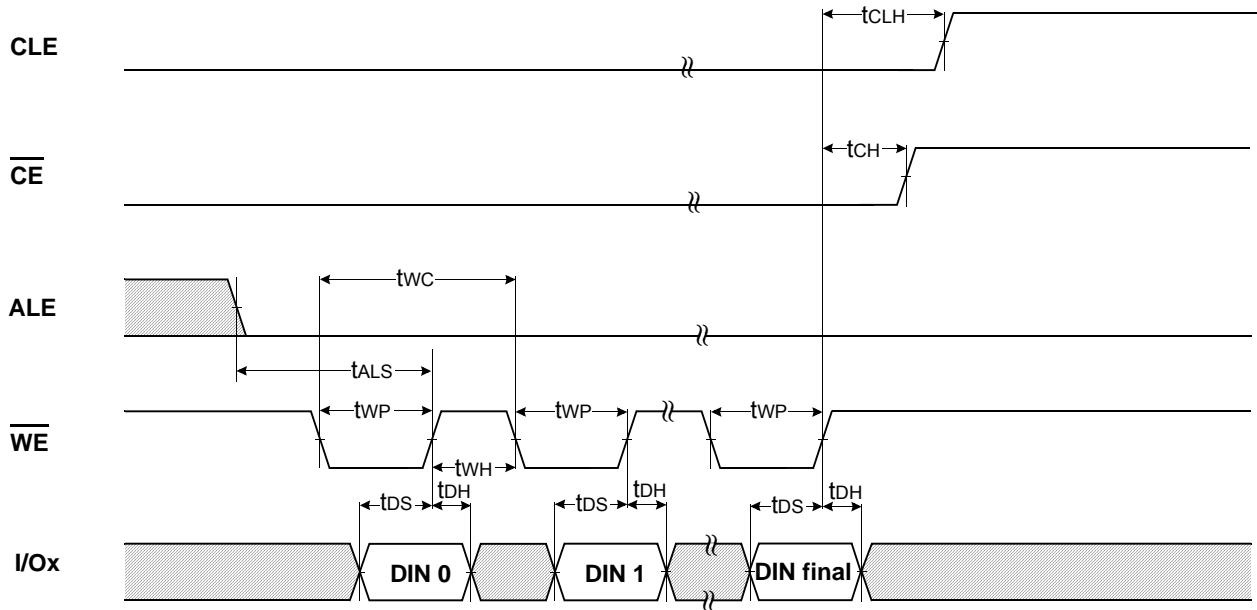 CLE
tCLH
CE
tCH
ALE
tWC
tALS
WE
tWP
tWP
tWP
tWH
tDS
tDH
tDS
tDH
tDS
tDH
I/Ox
DIN 0
DIN 1
DIN final